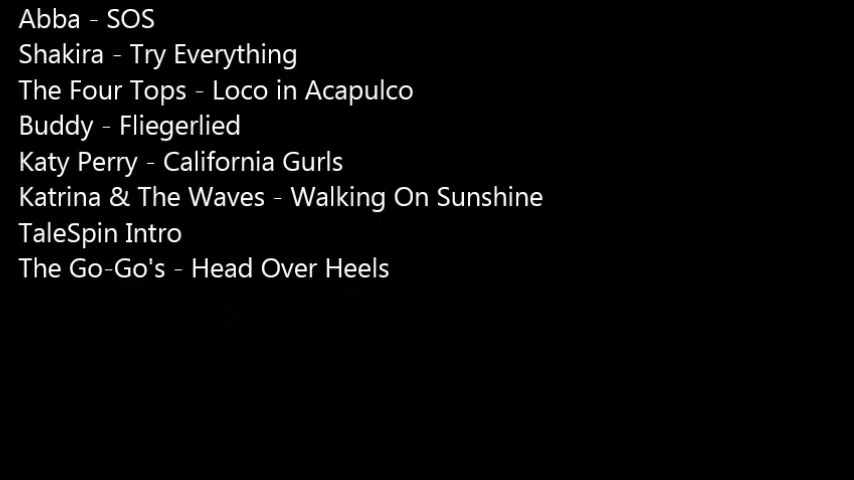 Abba - SOS
Shakira - Try Everything
The Four Tops - Loco in Acapulco
Buddy - Fliegerlied
Katy Perry - California Gurls
Katrina & The Waves - Walking On Sunshine
TaleSpin Intro
The Go-Go's - Head Over Heels